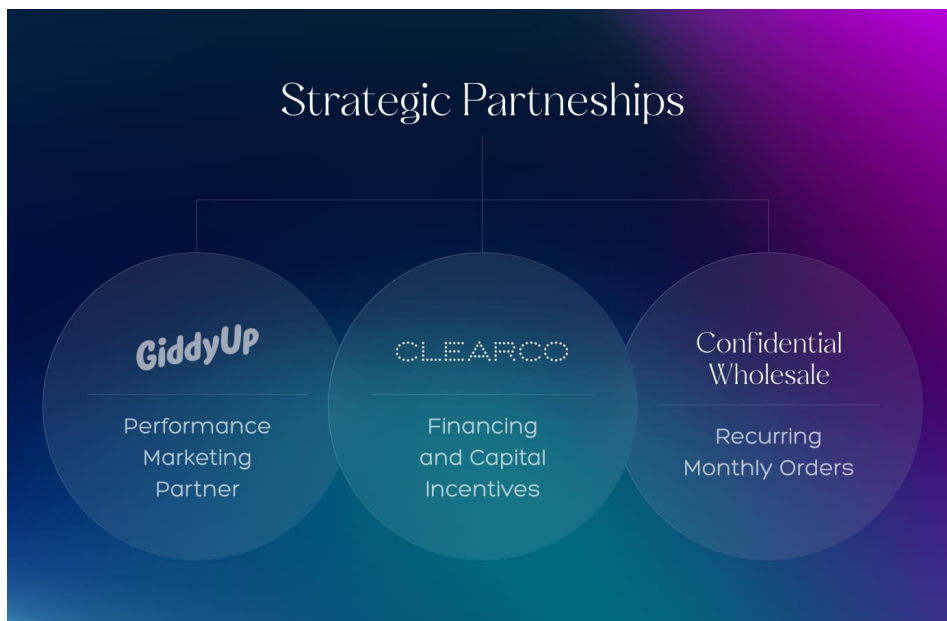 Strategic Partneships
GiddyUp
Performance
Marketing
Partner
CLEARCO
Financing
and Capital
Incentives
Confidential
Wholesale
Recurring
Monthly Orders